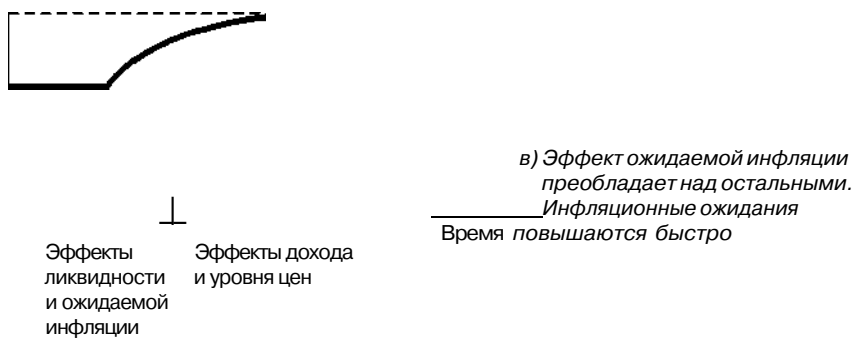 в) Эффект ожидаемой инфляции
преобладает над остальными.
Инфляционные ожидания
Время повышаются быстро
Эффекты
ликвидности
и ожидаемой
инфляции
Эффекты дохода
и уровня цен